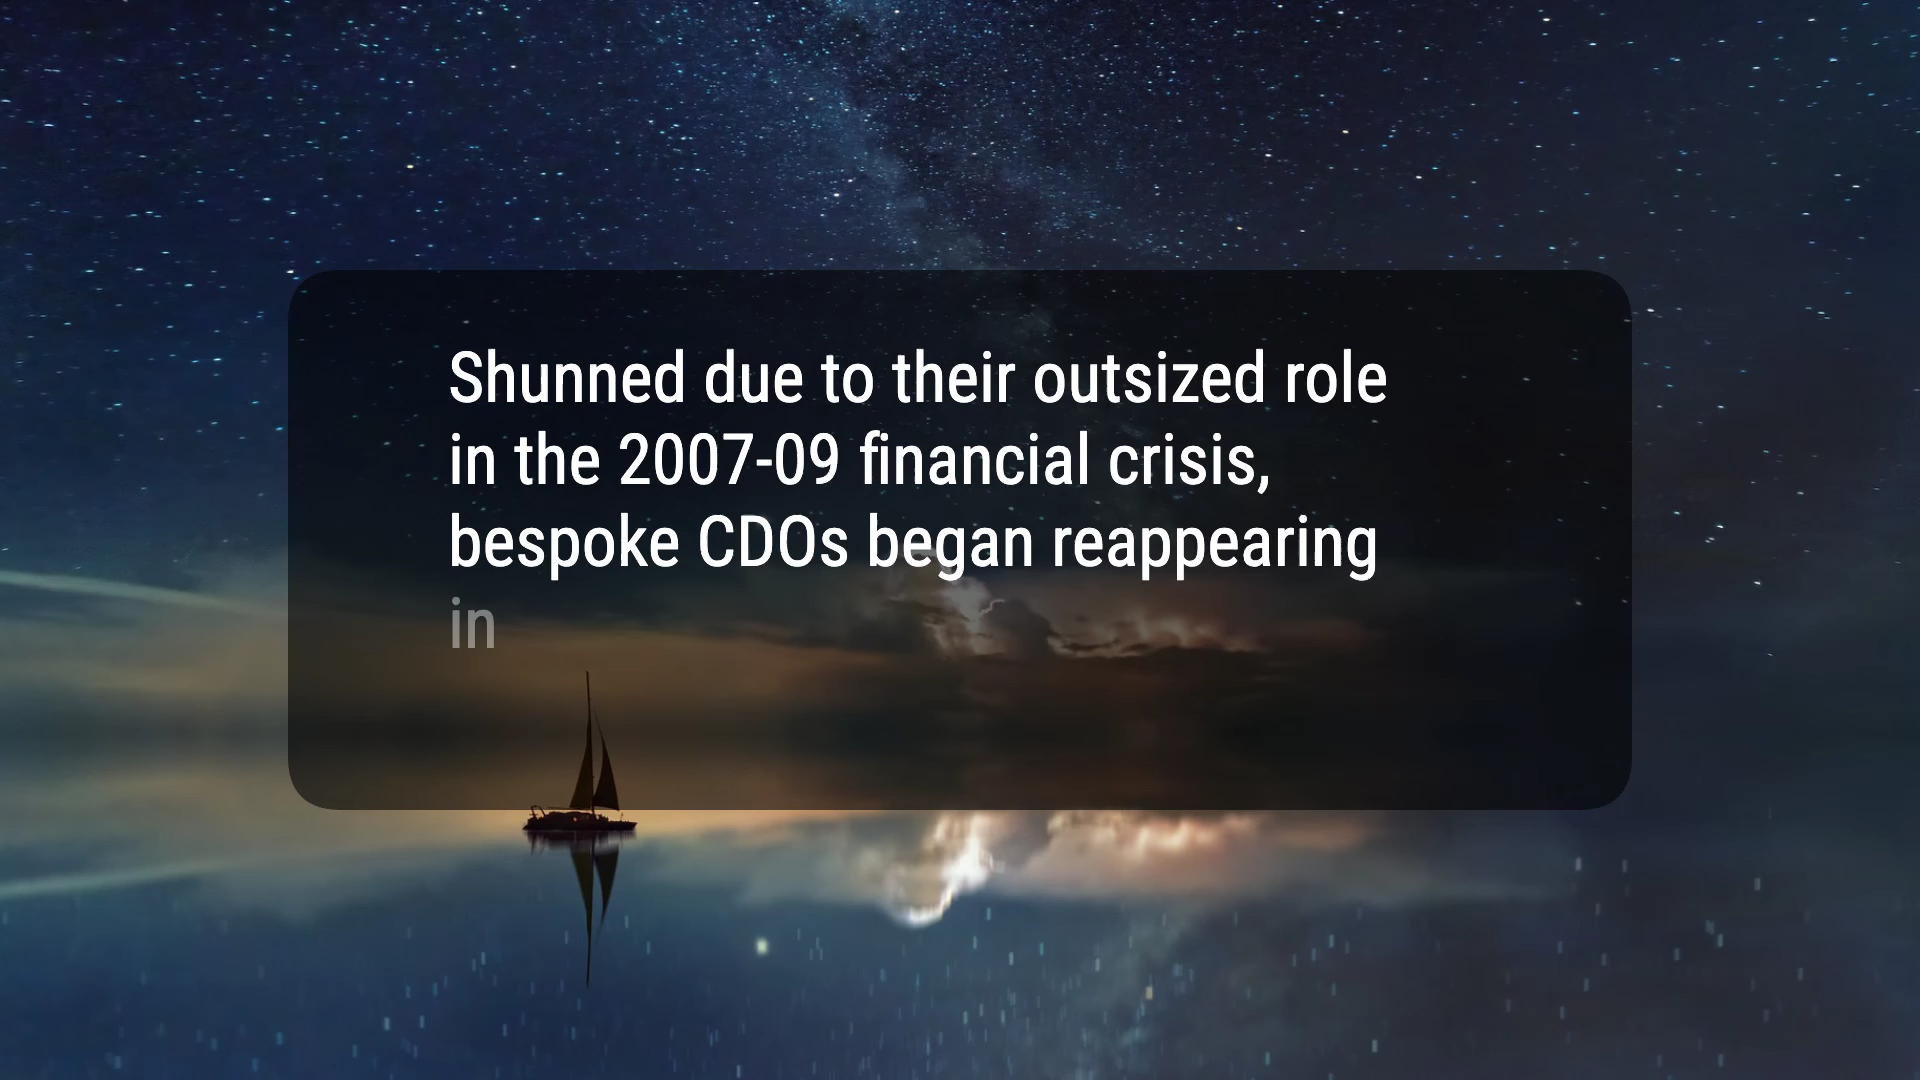 Shunned due to their outsized role
in the 2007-09 financial crisis,
bespoke CDOs began reappearing
in